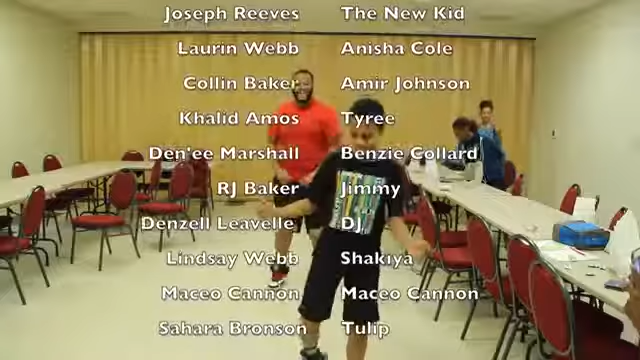 Joseph Reeves The New Kid
Laurin Webb Anisha Cole
Collin Baker Amir Johnson
Khalid Amos Tyree
Den'ee Marshall Benzie Collard
RJ Baker Jimmy
Denzell Leavelle DJ
Lindsay Webb Shakiya
Maceo Cannon Maceo Cannon
Sahara Bronson Tulip